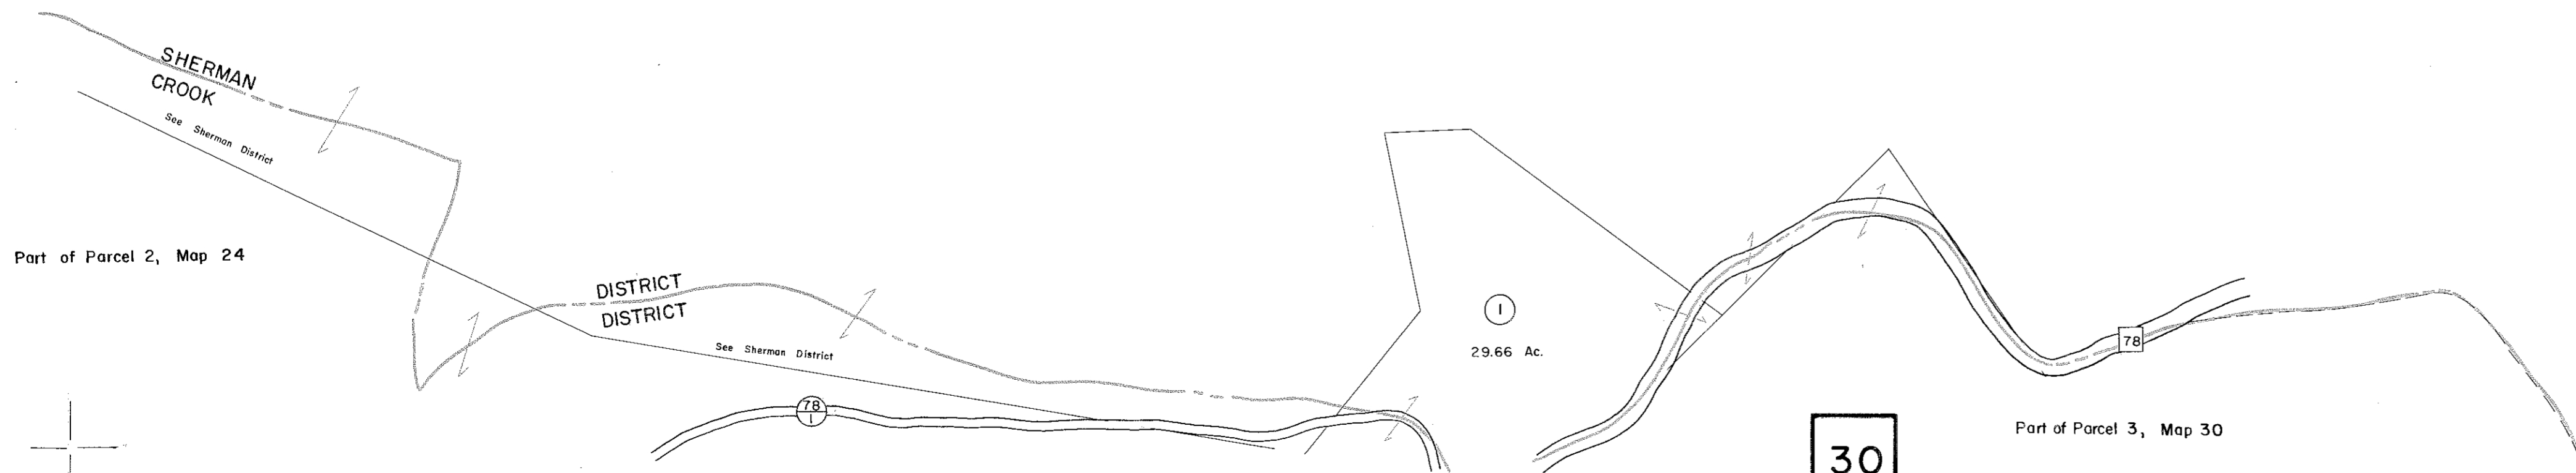 SHERMAN
CROOK
See Sherman District
Part of Parcel 2, Map 24
DISTRICT
DISTRICT
See Sherman District
78
1
1
29.66 Ac.
78
Part of Parcel 3, Map 30
30